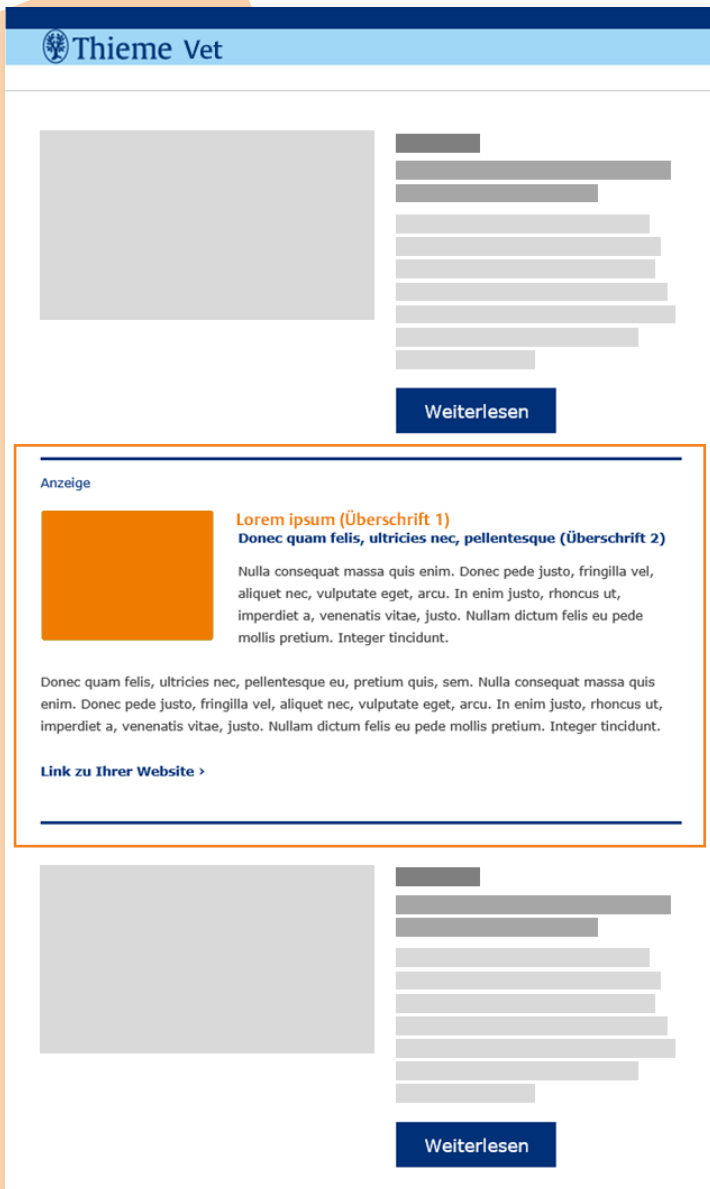 Thieme Vet
Weiterlesen
Anzeige
Lorem ipsum (Überschrift 1)
Donec quam felis, ultricies nec, pellentesque (Überschrift 2)
Nulla consequat massa quis enim. Donec pede justo, fringilla vel,
aliquet nec, vulputate eget, arcu. In enim justo, rhoncus ut,
imperdiet a, venenatis vitae, justo. Nullam dictum felis eu pede
mollis pretium. Integer tincidunt.
Donec quam felis, ultricies nec, pellentesque eu, pretium quis, sem. Nulla consequat massa quis
enim. Donec pede justo, fringilla vel, aliquet nec, vulputate eget, arcu. In enim justo, rhoncus ut,
imperdiet a, venenatis vitae, justo. Nullam dictum felis eu pede mollis pretium. Integer tincidunt.
Link zu Ihrer Website ›
Weiterlesen